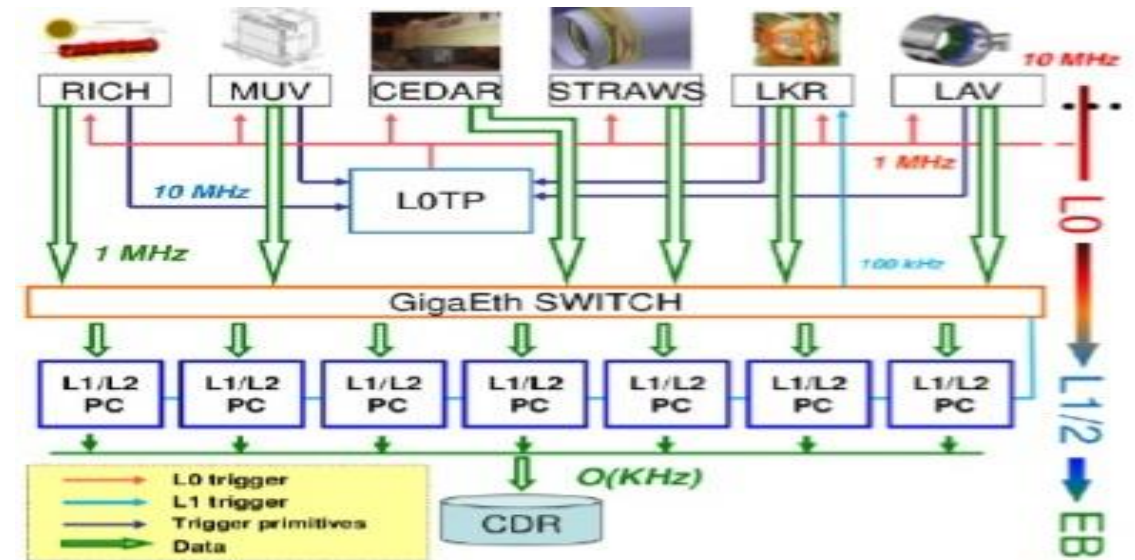 10 MHz
RICH MUV CEDAR STRAWS LKR LAV
...
1 MHz
10 MHz
L0TP
L0
1 MHz
100 kHz
GigaEth SWITCH
L1/L2 PC L1/L2 PC L1/L2 PC L1/L2 PC L1/L2 PC L1/L2 PC L1/L2 PC
L1/2
L0 trigger
L1 trigger
Trigger primitives
Data
O(KHz)
CDR
EB